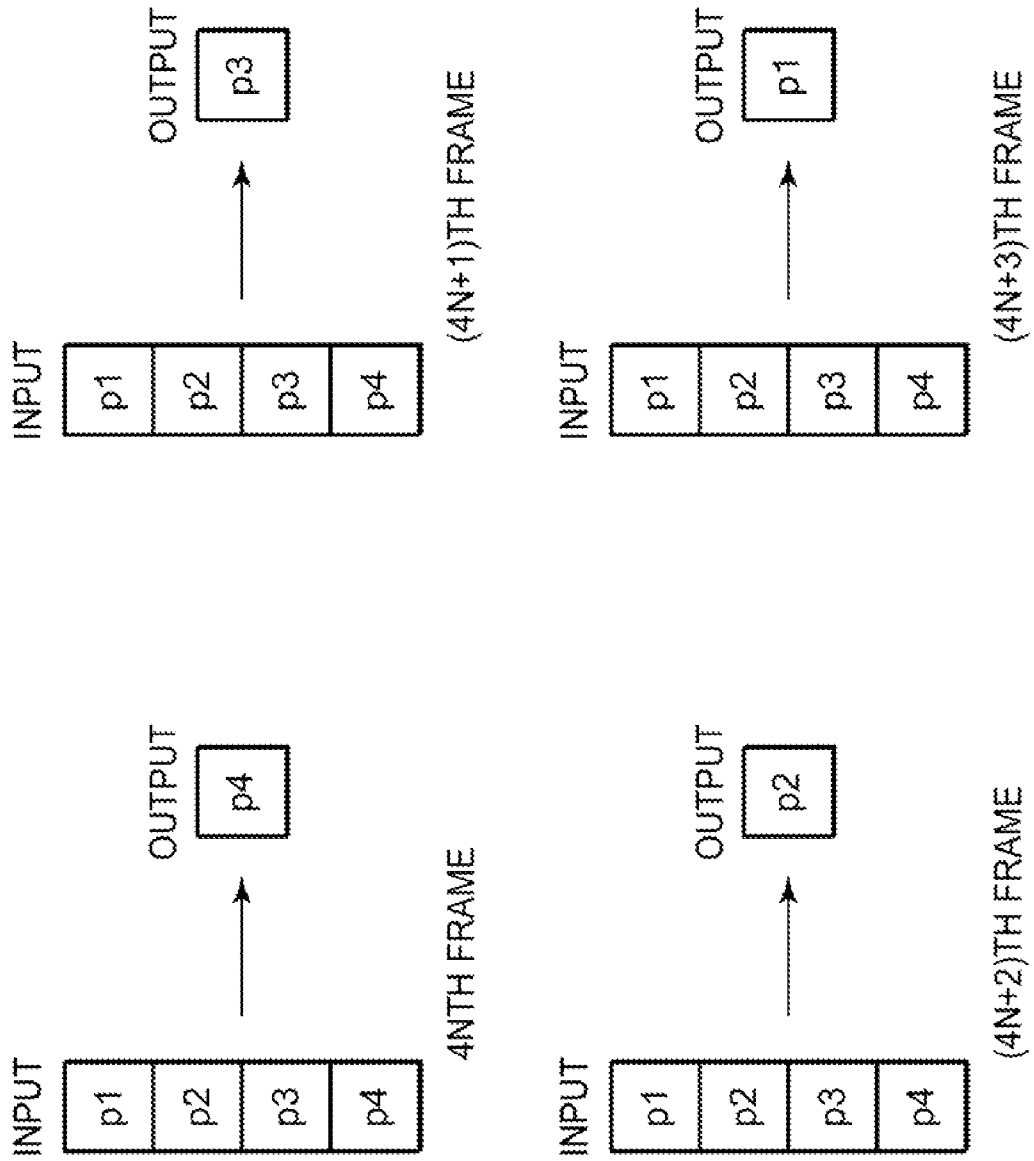 INPUT
p1
p2
p3
p4
OUTPUT
p4
4NTH FRAME
INPUT
p1
p2
p3
p4
OUTPUT
p3
(4N+1)TH FRAME
INPUT
p1
p2
p3
p4
OUTPUT
p2
(4N+2)TH FRAME
INPUT
p1
p2
p3
p4
OUTPUT
p1
(4N+3)TH FRAME